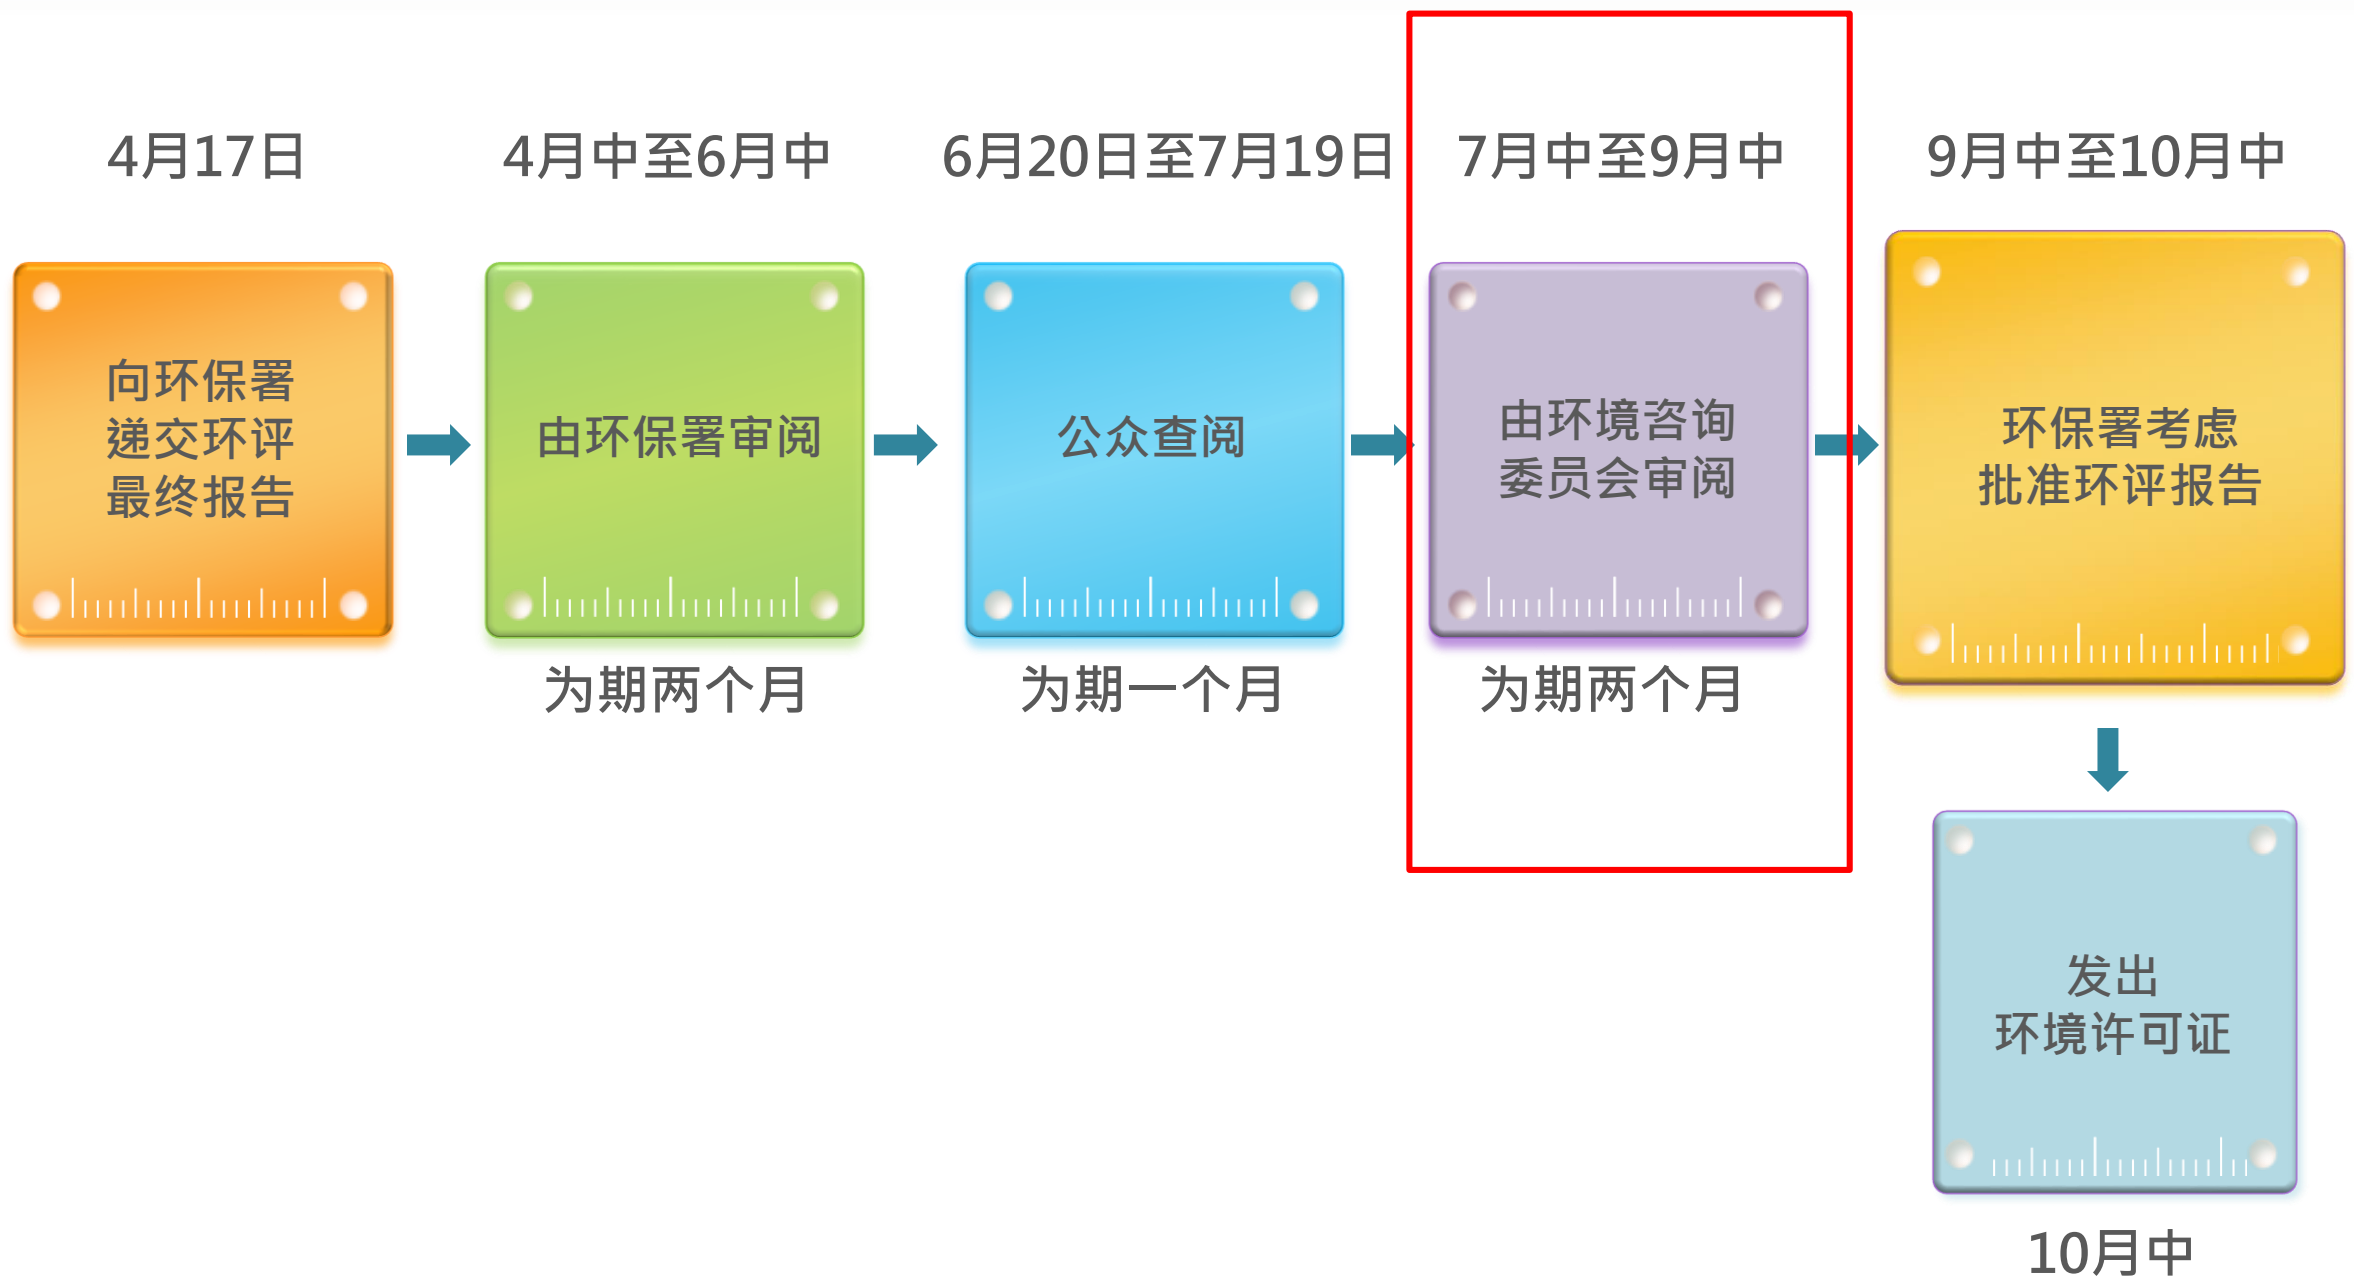 4月17日
4月中至6月中
6月20日至7月19日
7月中至9月中
9月中至10月中
向环保署
递交环评
最终报告
由环保署审阅
公众查阅
由环境咨询
委员会审阅
环保署考虑
批准环评报告
为期两个月
为期一个月
为期两个月
发出
环境许可证
10月中